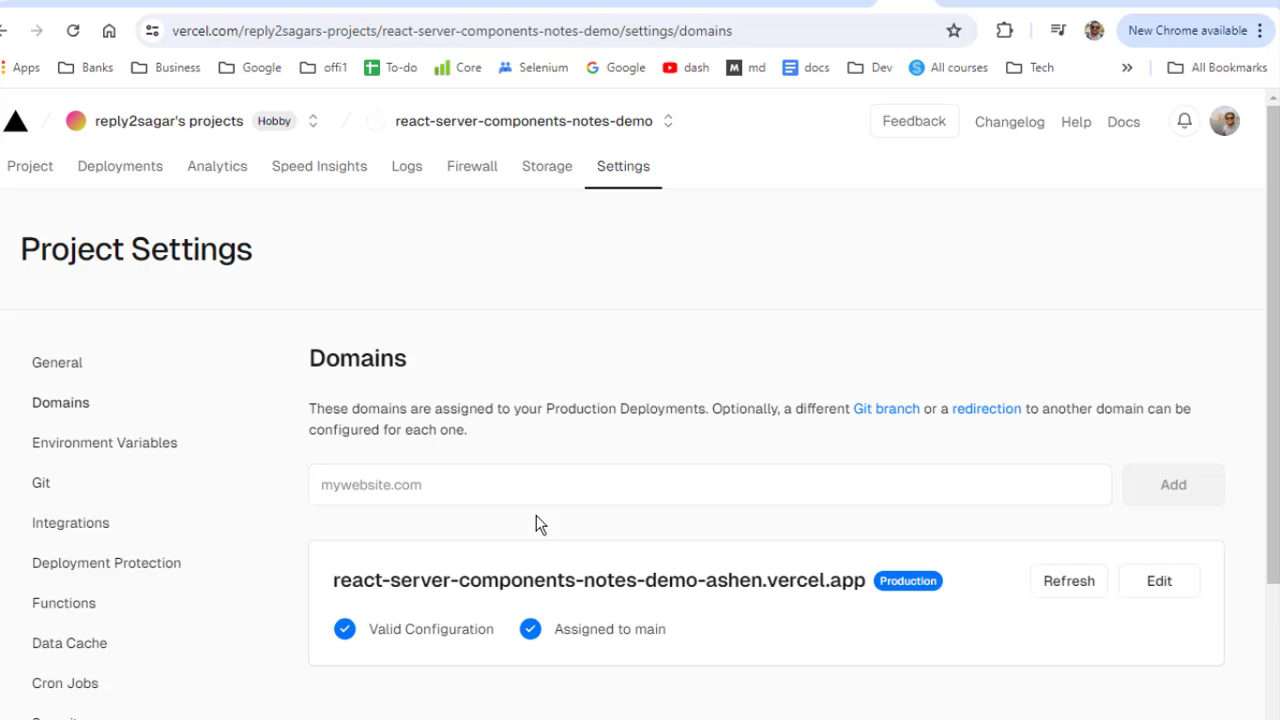 vercel.com/reply2sagars-projects/react-server-components-notes-demo/settings/domains
New Chrome available
Apps Banks Business Google offi1 To-do Core Selenium Google dash md docs Dev All courses Tech » All Bookmarks
reply2sagar's projects Hobby react-server-components-notes-demo Feedback Changelog Help Docs
Project Deployments Analytics Speed Insights Logs Firewall Storage Settings
Project Settings
General
Domains
Environment Variables
Git
Integrations
Deployment Protection
Functions
Data Cache
Cron Jobs
Domains
These domains are assigned to your Production Deployments. Optionally, a different Git branch or a redirection to another domain can be
configured for each one.
mywebsite.com Add
react-server-components-notes-demo-ashen.vercel.app Production Refresh Edit
Valid Configuration Assigned to main